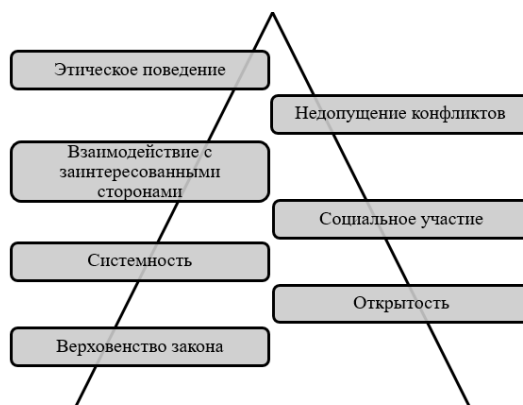 Этическое поведение
Недопущение конфликтов
Взаимодействие с
заинтересованными
сторонами
Социальное участие
Системность
Открытость
Верховенство закона